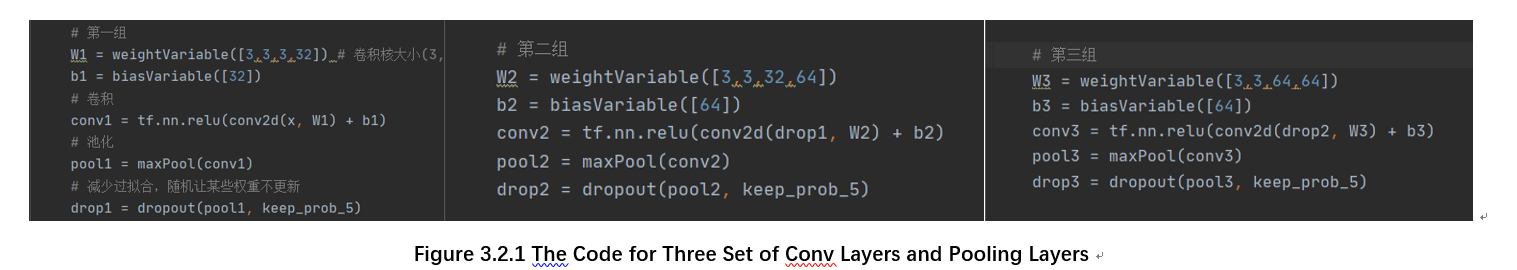 # 第一组
W1 = weightVariable([3,3,3,32]) # 卷积核大小(3,
b1 = biasVariable([32])
# 卷积
conv1 = tf.nn.relu(conv2d(x, W1) + b1)
# 池化
pool1 = maxPool(conv1)
# 减少过拟合，随机让某些权重不更新
drop1 = dropout(pool1, keep_prob_5)
# 第二组
W2 = weightVariable([3,3,32,64])
b2 = biasVariable([64])
conv2 = tf.nn.relu(conv2d(drop1, W2) + b2)
pool2 = maxPool(conv2)
drop2 = dropout(pool2, keep_prob_5)
# 第三组
W3 = weightVariable([3,3,64,64])
b3 = biasVariable([64])
conv3 = tf.nn.relu(conv2d(drop2, W3) + b3)
pool3 = maxPool(conv3)
drop3 = dropout(pool3, keep_prob_5)
Figure 3.2.1 The Code for Three Set of Conv Layers and Pooling Layers